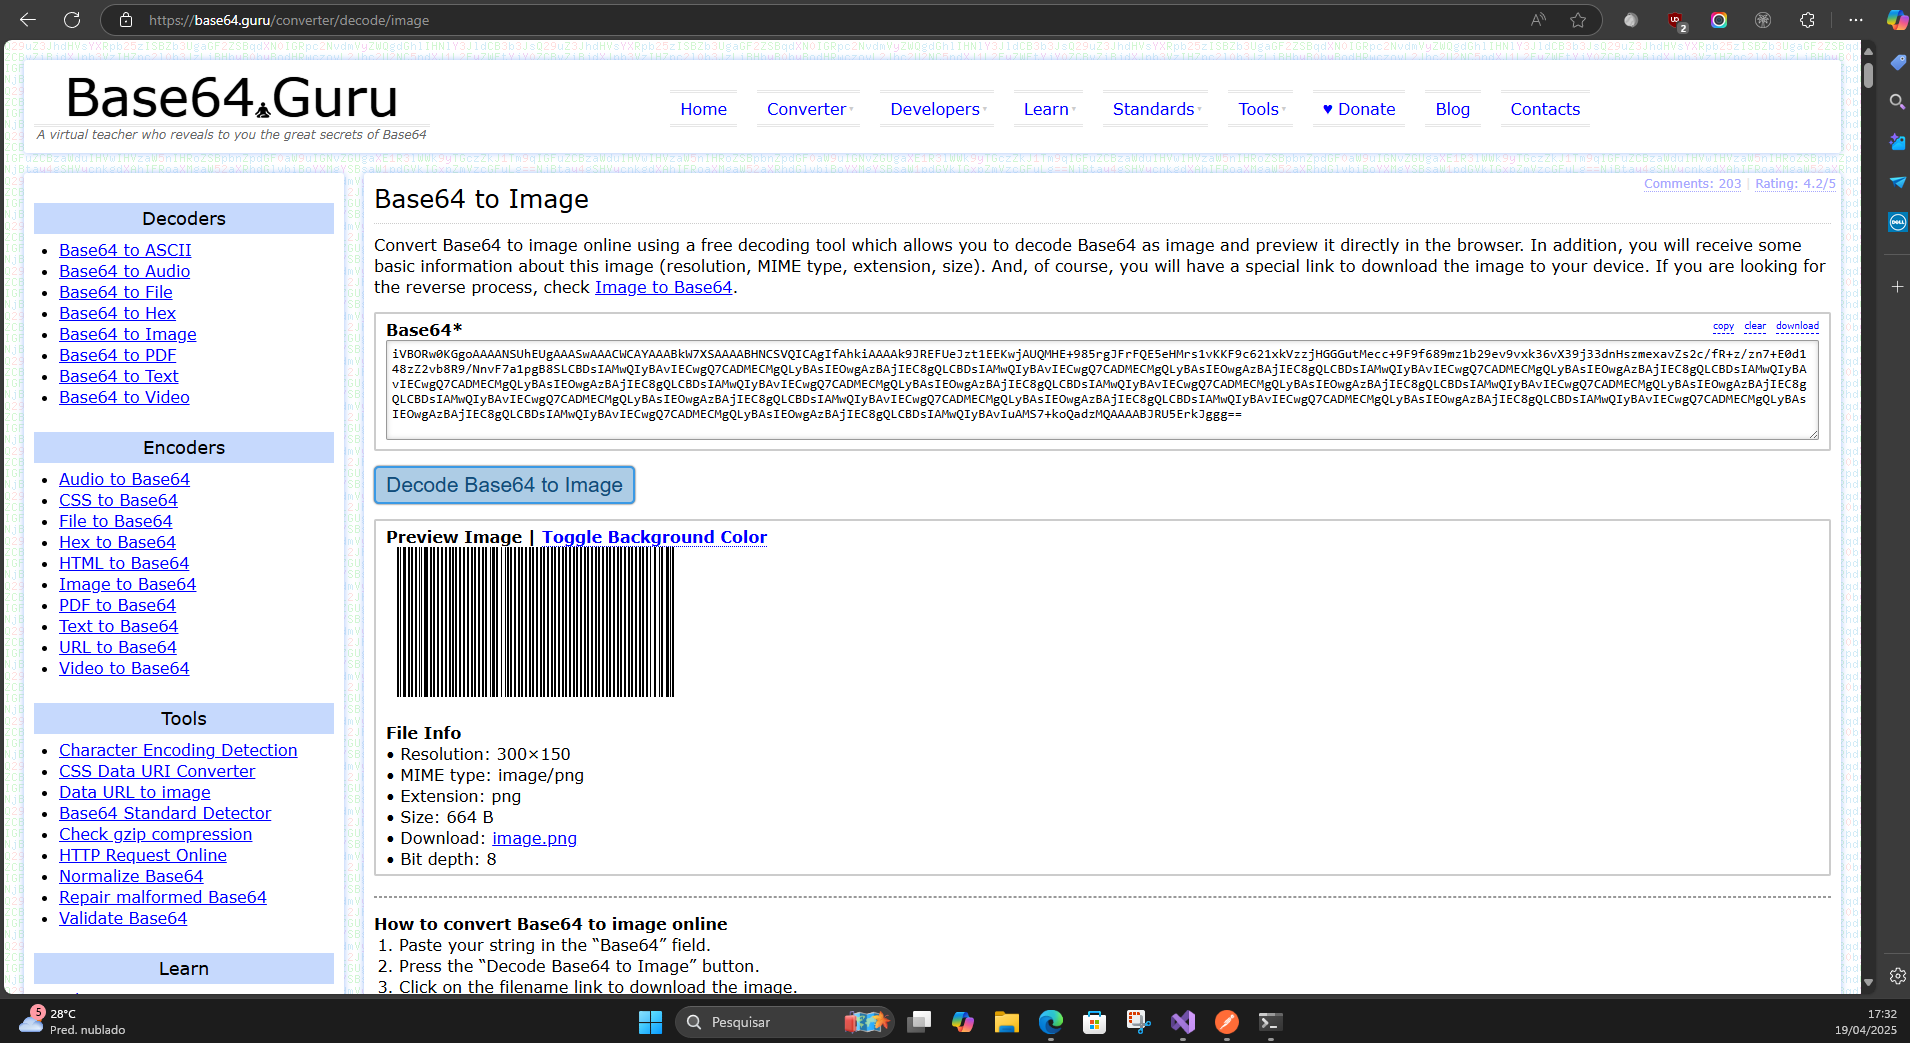 https://base64.guru/converter/decode/image
Base64 Guru
A virtual teacher who reveals to you the great secrets of Base64
Home Converter Developers Learn Standards Tools ♥ Donate Blog Contacts
Decoders
• Base64 to ASCII
• Base64 to Audio
• Base64 to File
• Base64 to Hex
• Base64 to Image
• Base64 to PDF
• Base64 to Text
• Base64 to Video
Encoders
• Audio to Base64
• CSS to Base64
• File to Base64
• Hex to Base64
• HTML to Base64
• Image to Base64
• PDF to Base64
• Text to Base64
• URL to Base64
• Video to Base64
Tools
• Character Encoding Detection
• CSS Data URI Converter
• Data URL to image
• Base64 Standard Detector
• Check gzip compression
• HTTP Request Online
• Normalize Base64
• Repair malformed Base64
• Validate Base64
Learn
Comments: 203 | Rating: 4.2/5
Base64 to Image
Convert Base64 to image online using a free decoding tool which allows you to decode Base64 as image and preview it directly in the browser. In addition, you will receive some
basic information about this image (resolution, MIME type, extension, size). And, of course, you will have a special link to download the image to your device. If you are looking for
the reverse process, check Image to Base64.
Base64*
copy clear download
Decode Base64 to Image
Preview Image | Toggle Background Color
File Info
• Resolution: 300×150
• MIME type: image/png
• Extension: png
• Size: 664 B
• Download: image.png
• Bit depth: 8
How to convert Base64 to image online
1. Paste your string in the “Base64” field.
2. Press the “Decode Base64 to Image” button.
3. Click on the filename link to download the image.
5
28°C
Pred. nublado
Pesquisar
17:32
19/04/2025